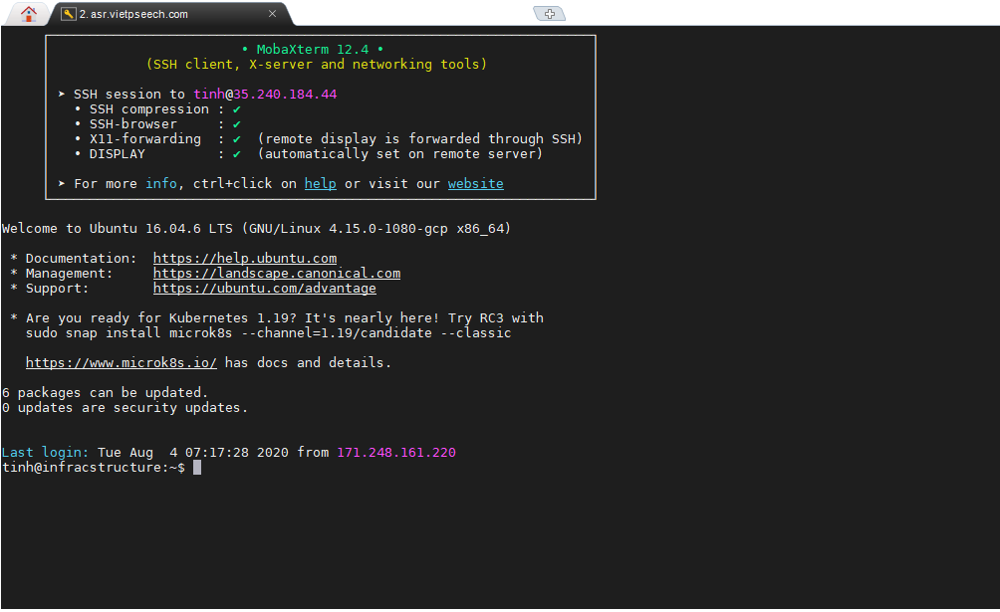 2. asr.vietpseech.com
• MobaXterm 12.4 •
(SSH client, X-server and networking tools)
➤ SSH session to tinh@35.240.184.44
• SSH compression : ✔
• SSH-browser     : ✔
• X11-forwarding  : ✔  (remote display is forwarded through SSH)
• DISPLAY         : ✔  (automatically set on remote server)
➤ For more info, ctrl+click on help or visit our website
Welcome to Ubuntu 16.04.6 LTS (GNU/Linux 4.15.0-1080-gcp x86_64)
* Documentation:  https://help.ubuntu.com
* Management:     https://landscape.canonical.com
* Support:        https://ubuntu.com/advantage
* Are you ready for Kubernetes 1.19? It's nearly here! Try RC3 with
sudo snap install microk8s --channel=1.19/candidate --classic
https://www.microk8s.io/ has docs and details.
6 packages can be updated.
0 updates are security updates.
Last login: Tue Aug  4 07:17:28 2020 from 171.248.161.220
tinh@infracstructure:~$